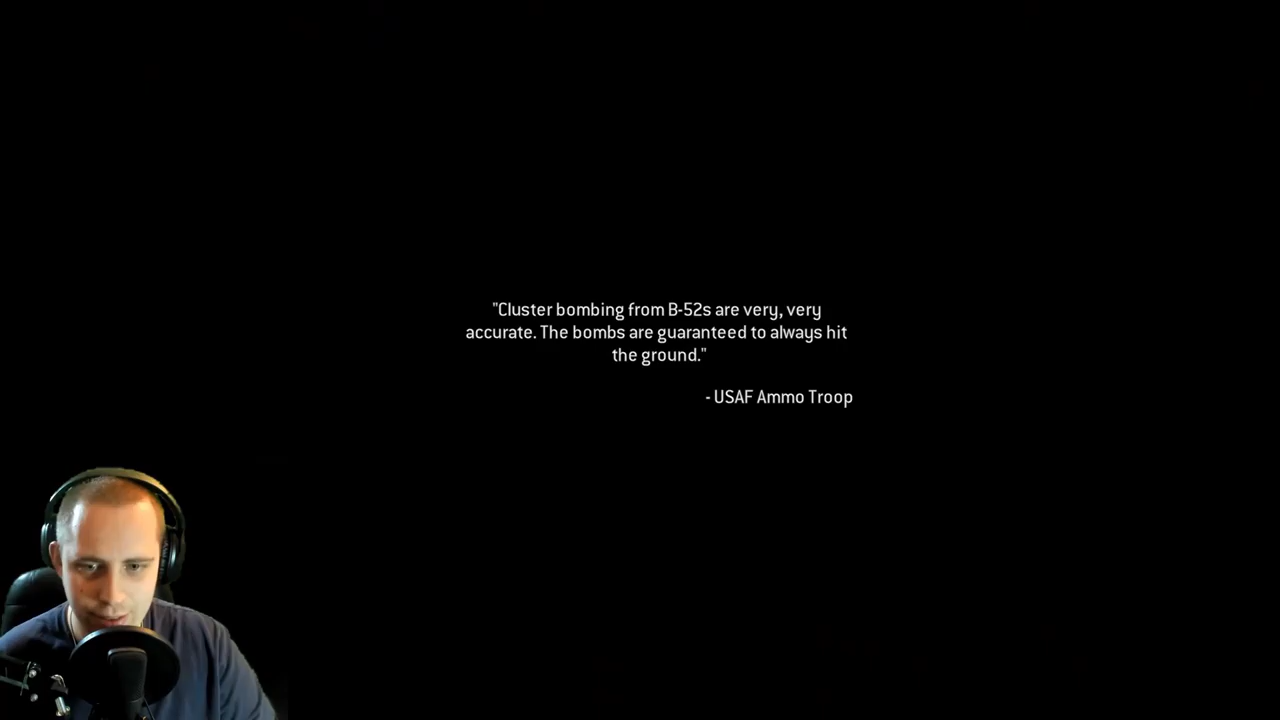 "Cluster bombing from B-52s are very, very
accurate. The bombs are guaranteed to always hit
the ground."
- USAF Ammo Troop